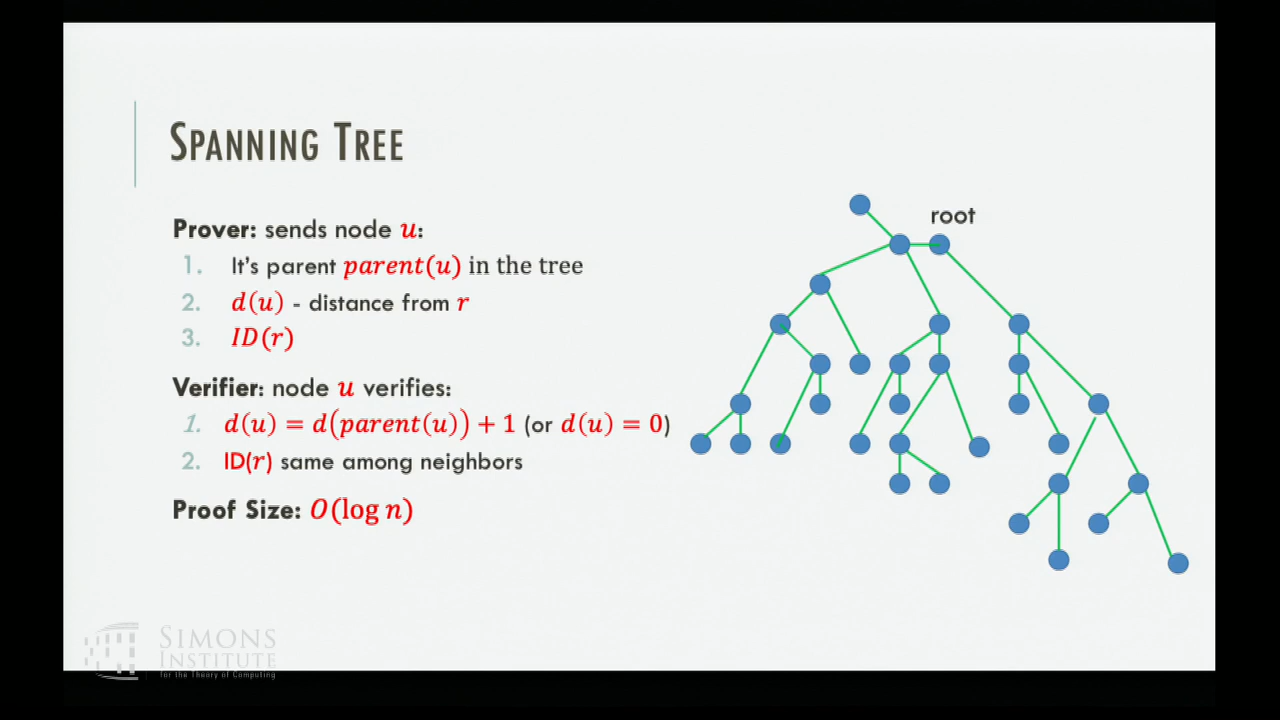 SPANNING TREE
Prover: sends node u:
1. It's parent parent(u) in the tree
2. d(u) - distance from r
3. ID(r)
Verifier: node u verifies:
1. d(u) = d(parent(u)) + 1 (or d(u) = 0)
2. ID(r) same among neighbors
Proof Size: O(log n)
root
SIMONS
INSTITUTE
for the Theory of Computing